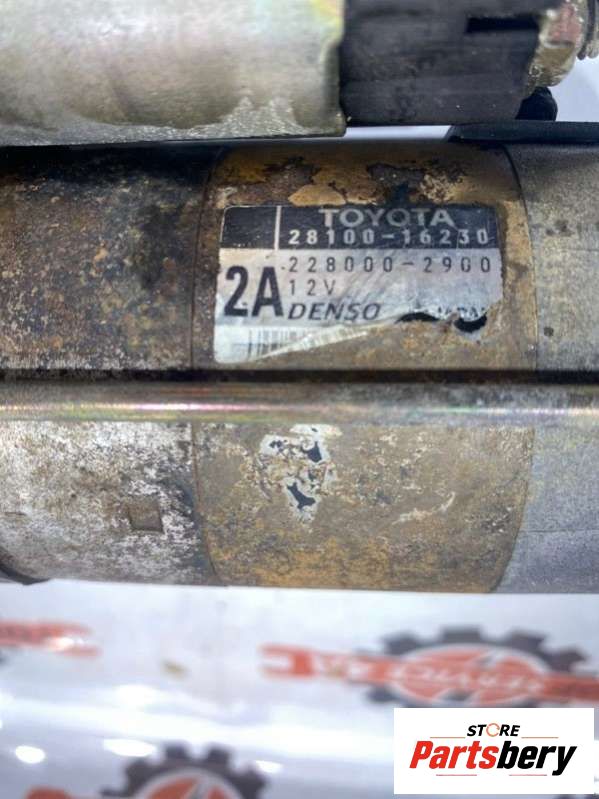 TOYOTA
28100-16230
228000-2900
2A
12V
DENSO
STORE
Partsbery